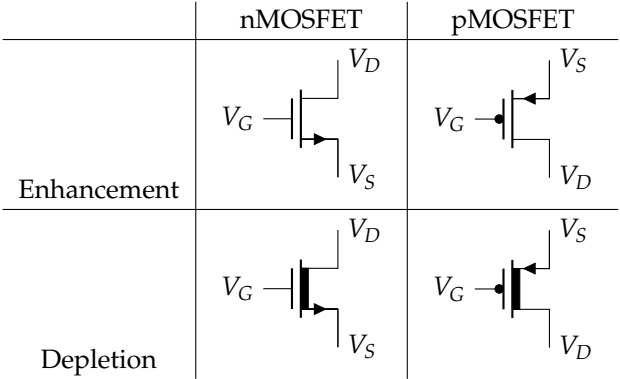 nMOSFET pMOSFET
V_D V_S
V_G V_G
V_S V_D
Enhancement
V_D V_S
V_G V_G
V_S V_D
Depletion